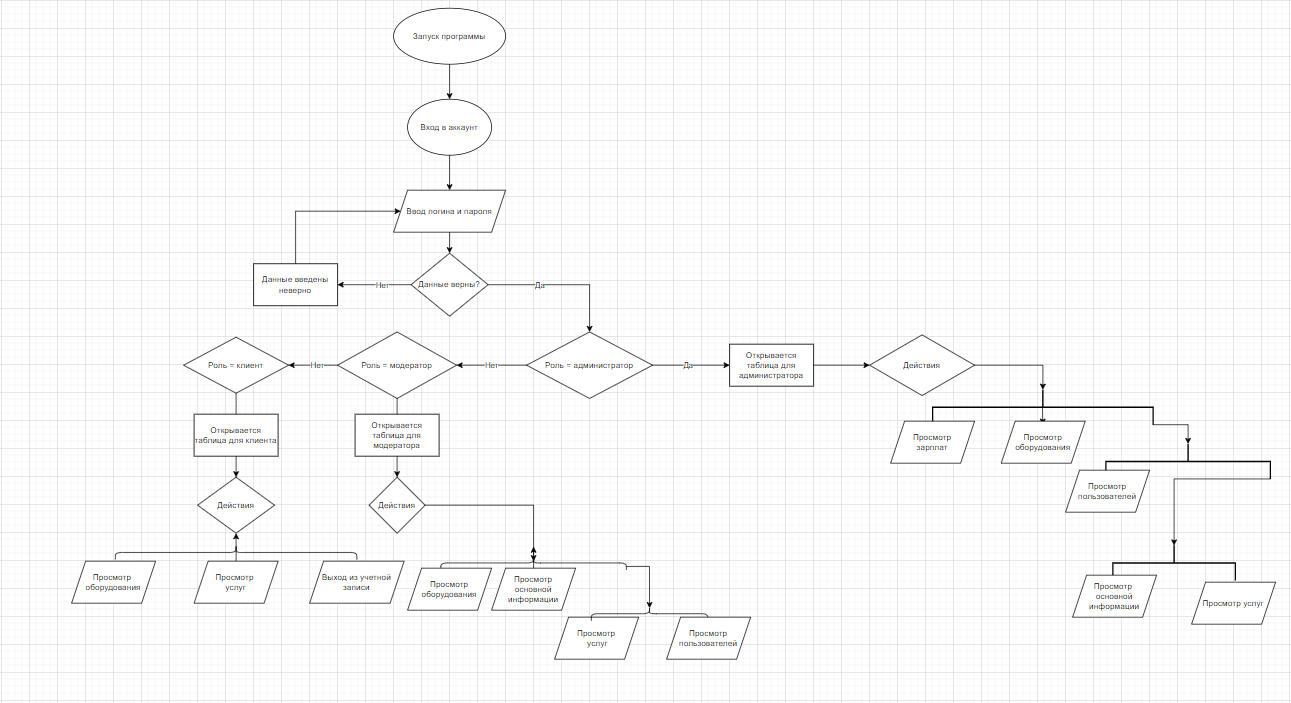 Запуск программы
Вход в аккаунт
Ввод логина и пароля
Данные введены
неверно
Нет
Данные верны?
Да
Роль = клиент
Нет
Роль = модератор
Нет
Роль = администратор
Да
Открывается
таблица для
администратора
Действия
Открывается
таблица для клиента
Открывается
таблица для
модератора
Просмотр
зарплат
Просмотр
оборудования
Просмотр
пользователей
Действия
Действия
Просмотр
оборудования
Просмотр
услуг
Выход из учетной
записи
Просмотр
оборудования
Просмотр
основной
информации
Просмотр
услуг
Просмотр
пользователей
Просмотр
основной
информации
Просмотр услуг